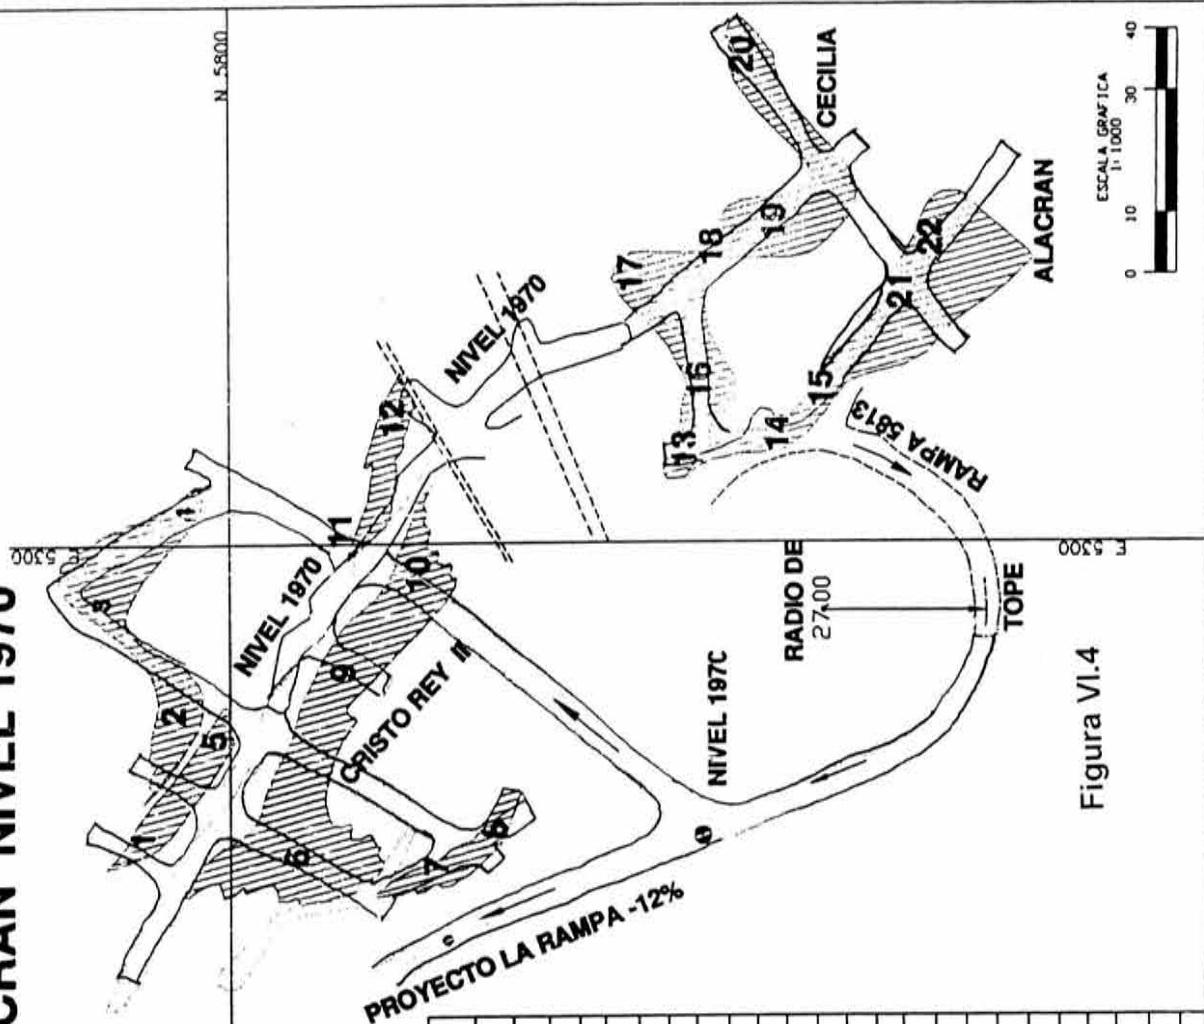 CRAN NIVEL 1970
N 5800
20
CECILIA
ESCALA GRAFICA
1:1000
0 10 30 40
19
18
17
22
ALACRAN
21
NIVEL 1970
12
16
15
13
14
RAMPA 5813
11
E 5300
E 5300
3
NIVEL 1970
10
RADIO DE
27.00
TOPE
2
5
9
CRISTO REY II
NIVEL 197C
Figura VI.4
1
6
7
8
PROYECTO LA RAMPA -12%